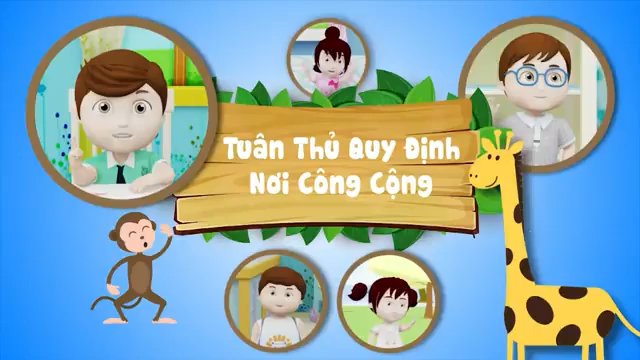 Tuân Thủ Quy Định
Nơi Công Cộng